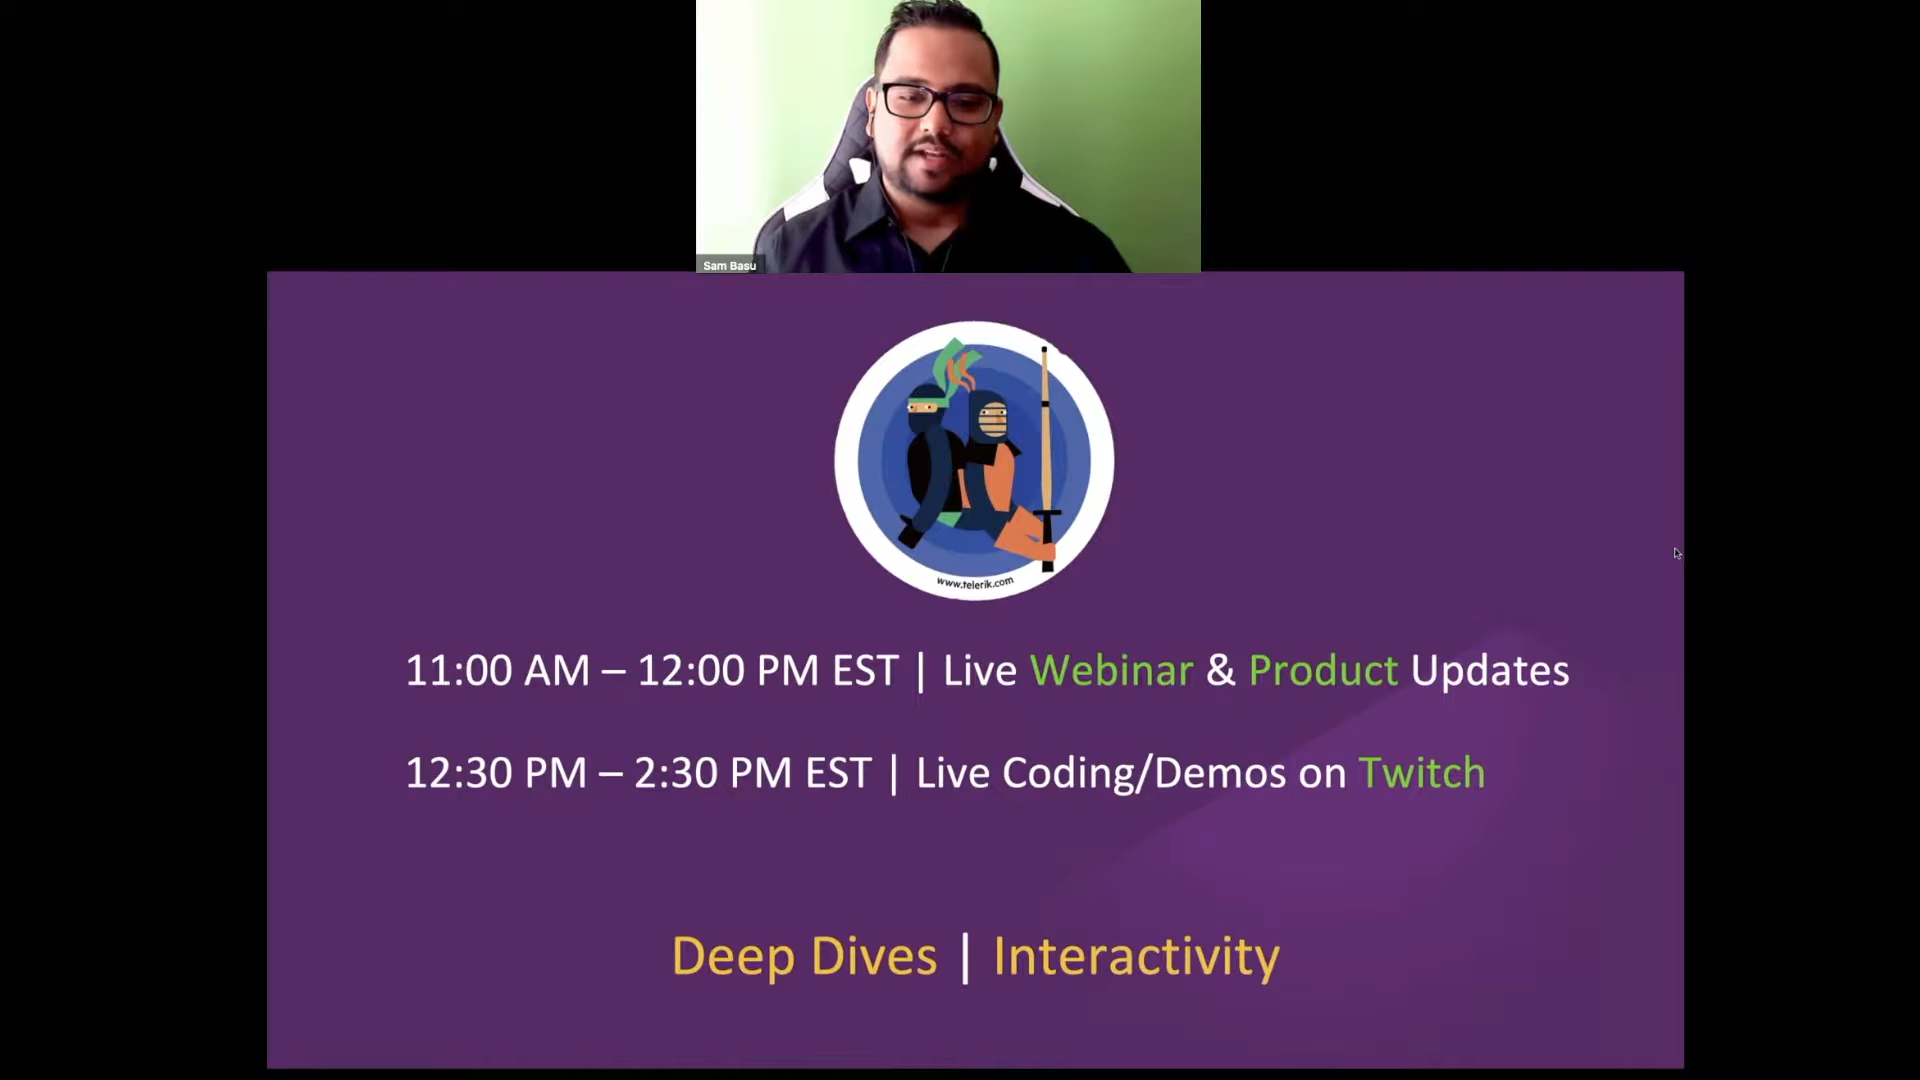 Sam Basu
www.telerik.com
11:00 AM – 12:00 PM EST | Live Webinar & Product Updates
12:30 PM – 2:30 PM EST | Live Coding/Demos on Twitch
Deep Dives | Interactivity